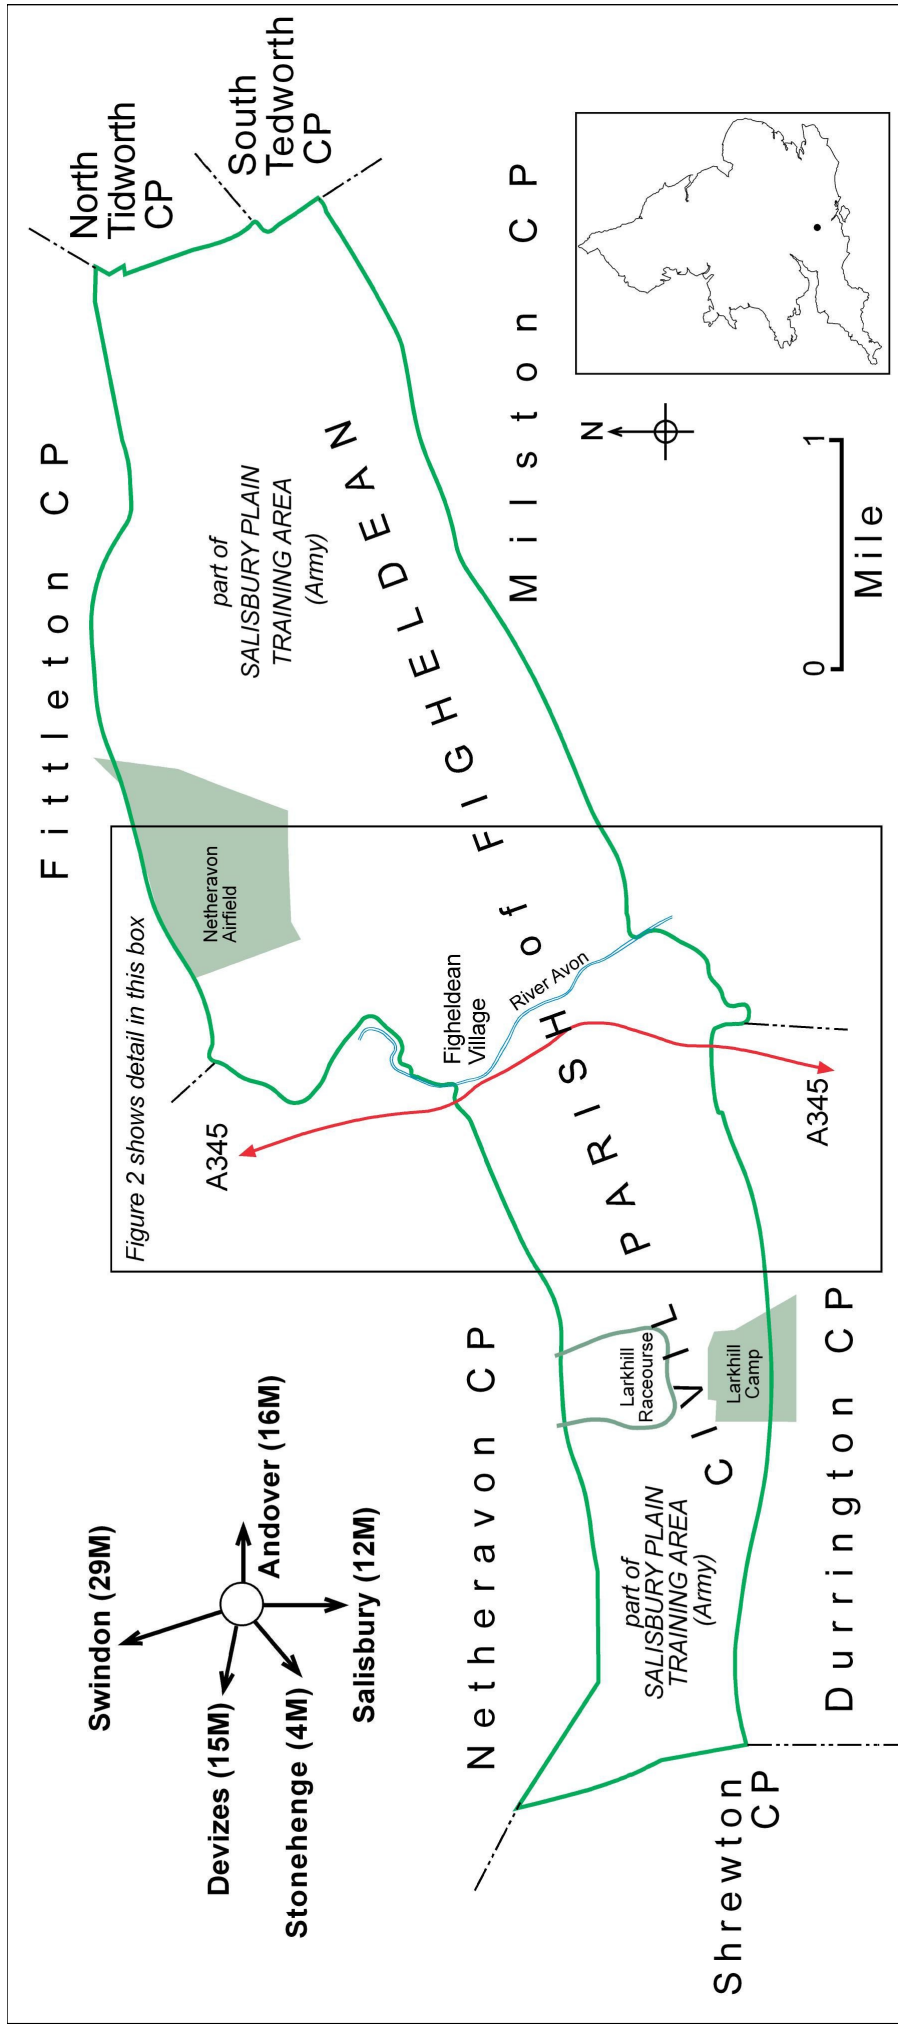 Swindon (29M)
Devizes (15M)
Andover (16M)
Stonehenge (4M)
Salisbury (12M)
Figure 2 shows detail in this box
A345
Fittleton CP
North
Tidworth
CP
South
Tedworth
CP
Netheravon
Airfield
part of
SALISBURY PLAIN
TRAINING AREA
(Army)
Netheravon CP
Figheldean
Village
River Avon
CIVIL PARISH of FIGHELDEAN
Larkhill
Raceourse
Larkhill
Camp
part of
SALISBURY PLAIN
TRAINING AREA
(Army)
Shrewton
CP
Durrington CP
A345
Milston CP
N
0 1
Mile